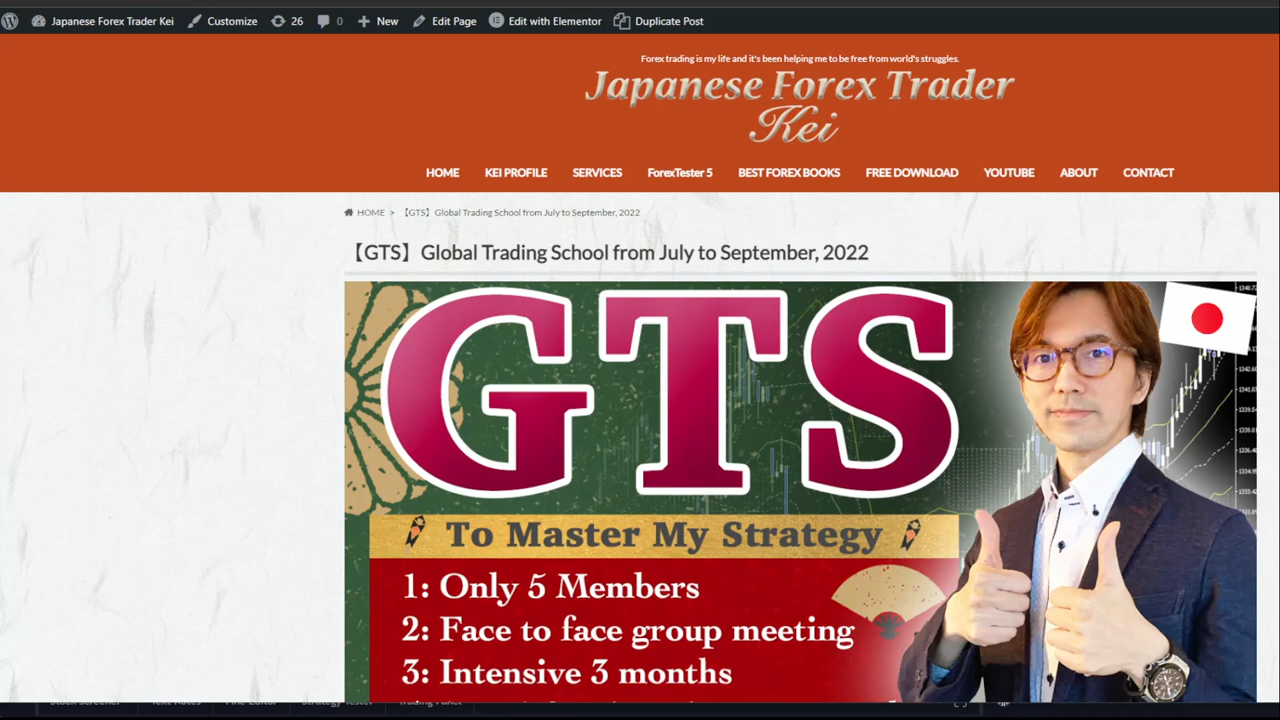 Japanese Forex Trader Kei Customize 26 0 New Edit Page Edit with Elementor Duplicate Post
Forex trading is my life and it's been helping me to be free from world's struggles.
Japanese Forex Trader
Kei
HOME KEI PROFILE SERVICES ForexTester 5 BEST FOREX BOOKS FREE DOWNLOAD YOUTUBE ABOUT CONTACT
HOME > 【GTS】Global Trading School from July to September, 2022
【GTS】Global Trading School from July to September, 2022
GTS
To Master My Strategy
1: Only 5 Members
2: Face to face group meeting
3: Intensive 3 months